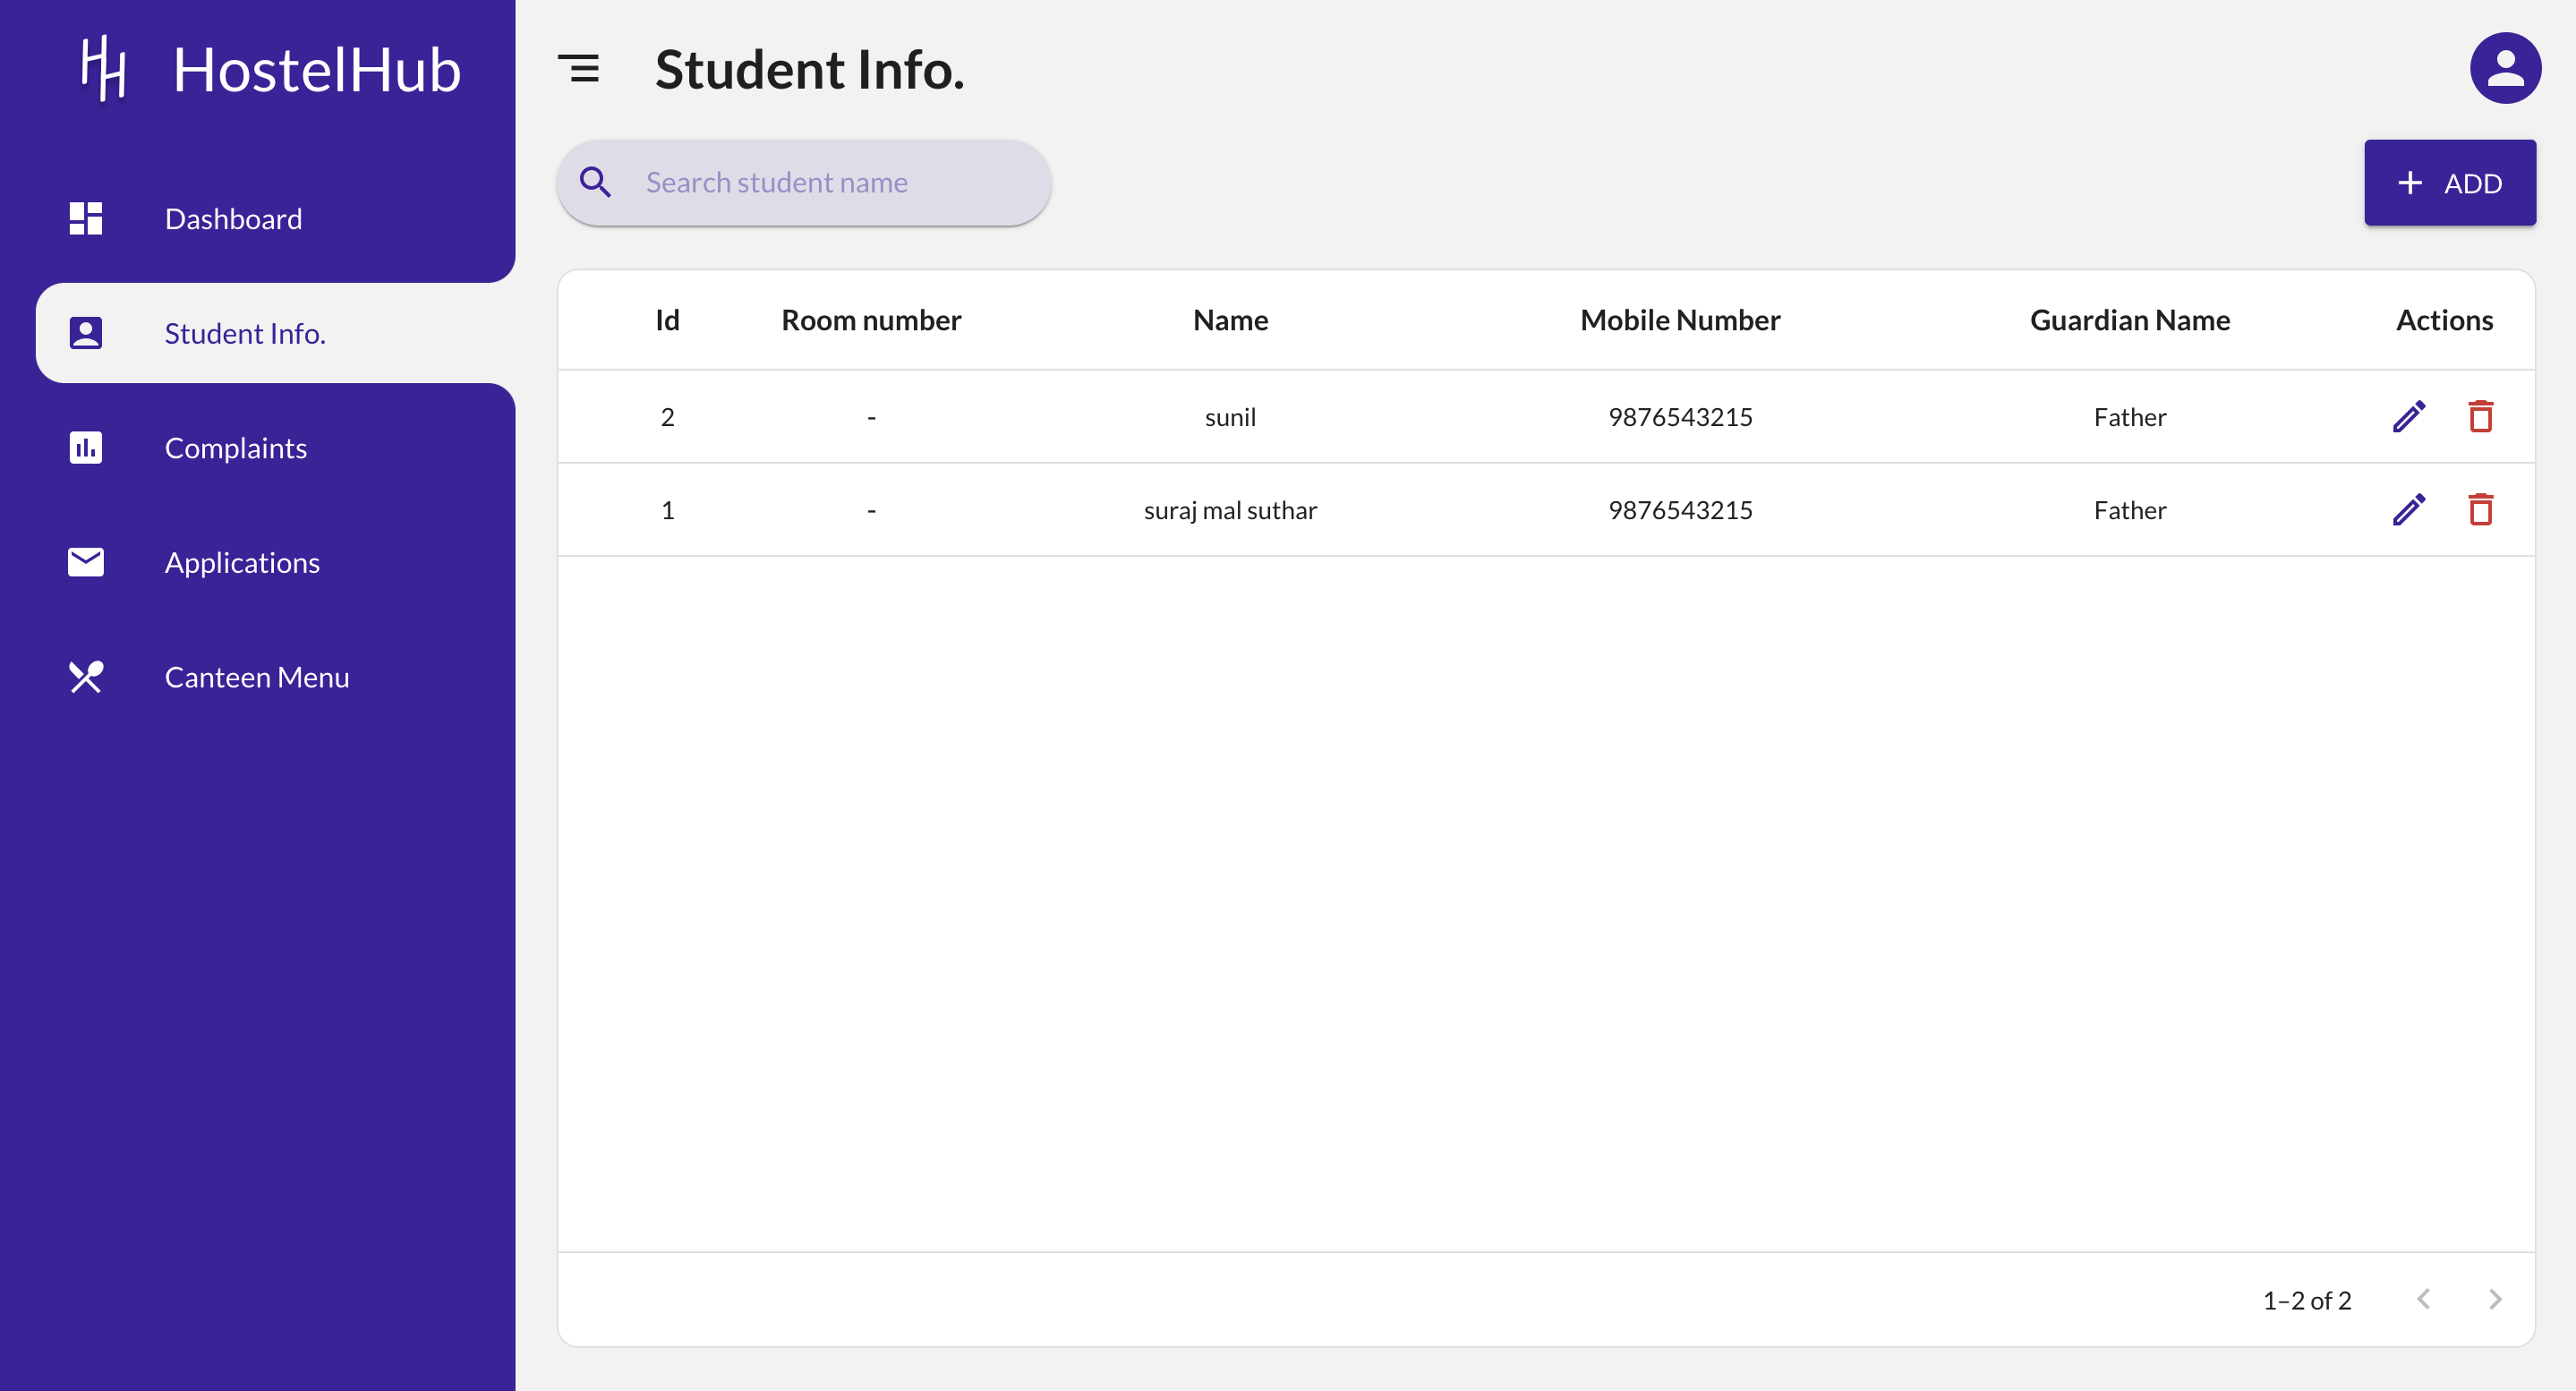 HostelHub
Student Info.
Dashboard
Student Info.
Complaints
Applications
Canteen Menu
Search student name
ADD
Id Room number Name Mobile Number Guardian Name Actions
2 - sunil 9876543215 Father
1 - suraj mal suthar 9876543215 Father
1–2 of 2